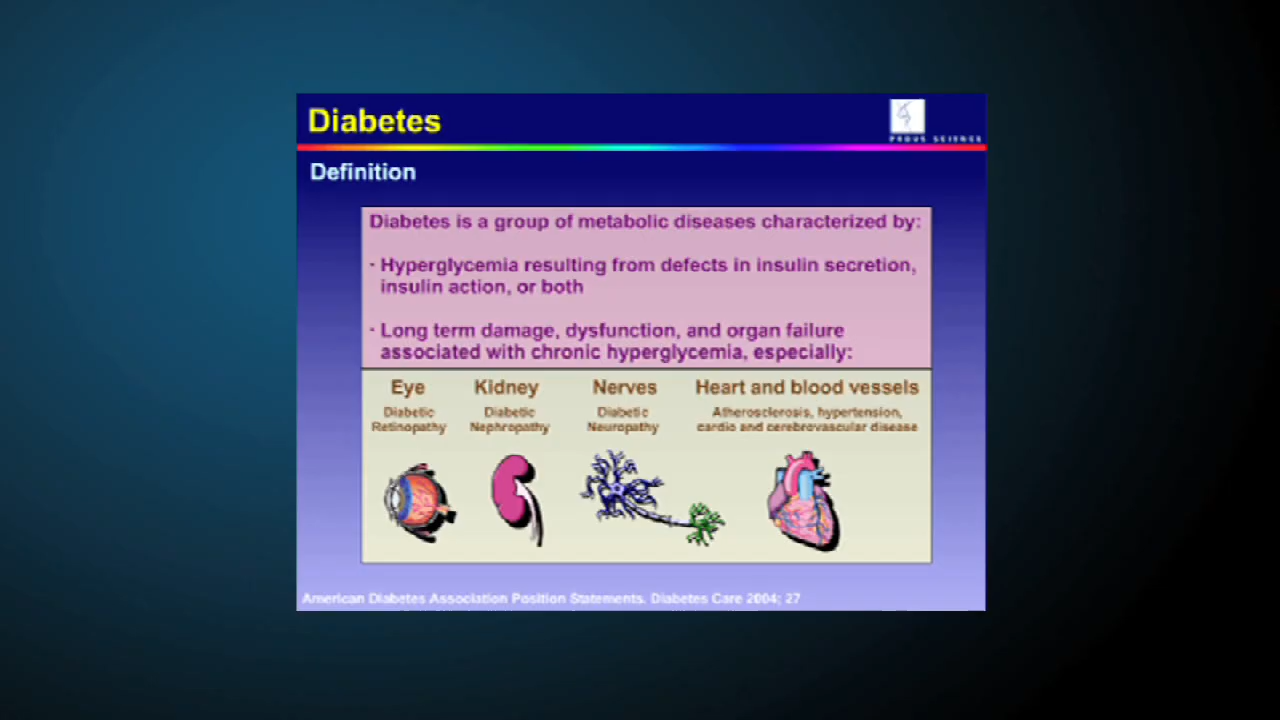 Diabetes
PROUS SCIENCE
Definition
Diabetes is a group of metabolic diseases characterized by:
· Hyperglycemia resulting from defects in insulin secretion,
insulin action, or both
· Long term damage, dysfunction, and organ failure
associated with chronic hyperglycemia, especially:
Eye Kidney Nerves Heart and blood vessels
Diabetic Diabetic Diabetic Atherosclerosis, hypertension,
Retinopathy Nephropathy Neuropathy cardio and cerebrovascular disease
American Diabetes Association Position Statements. Diabetes Care 2004; 27